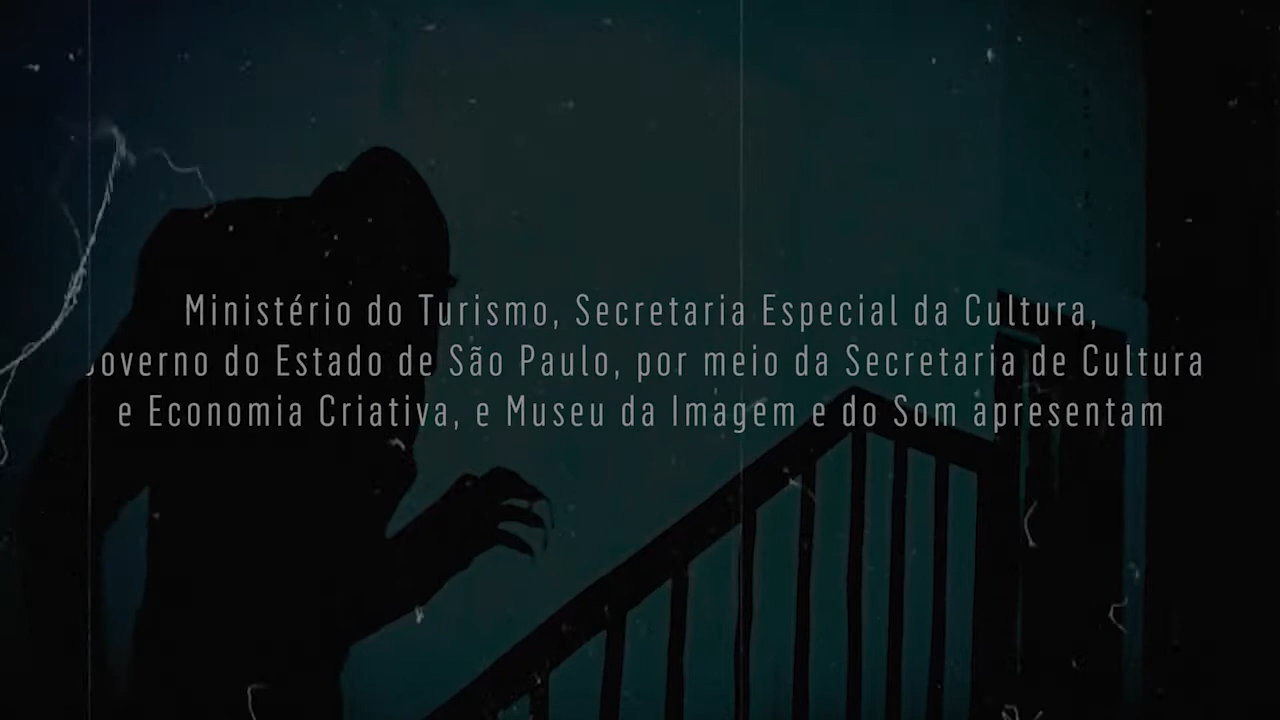 Ministério do Turismo, Secretaria Especial da Cultura,
do Estado de São Paulo, por meio da Secretaria de Cultura
e Economia Criativa, e Museu da Imagem e do Som apresentam